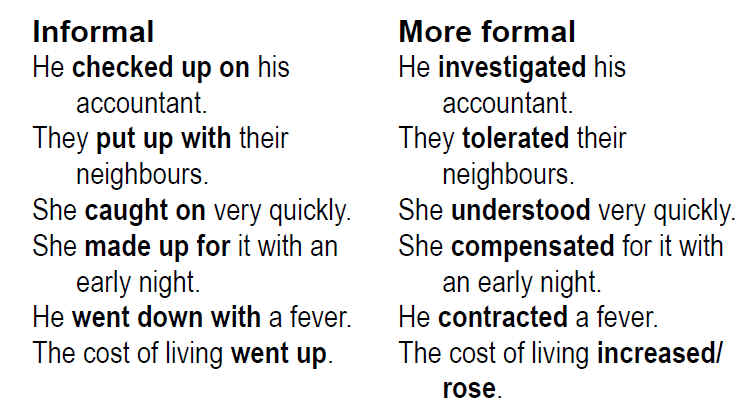 Informal
He checked up on his
accountant.
They put up with their
neighbours.
She caught on very quickly.
She made up for it with an
early night.
He went down with a fever.
The cost of living went up.
More formal
He investigated his
accountant.
They tolerated their
neighbours.
She understood very quickly.
She compensated for it with
an early night.
He contracted a fever.
The cost of living increased/
rose.